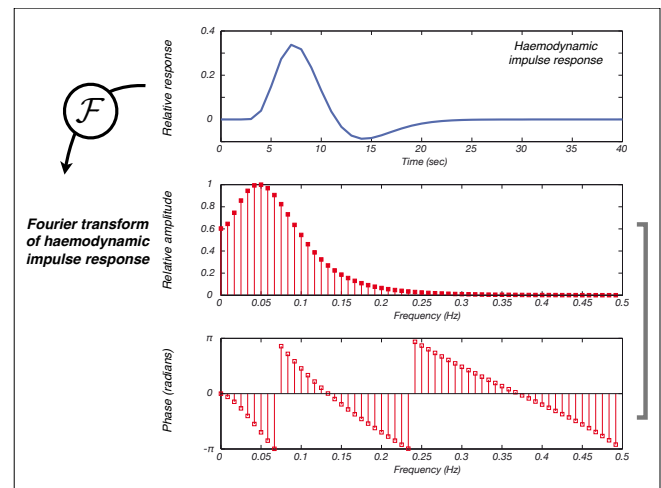 0.4
0.2
0
Relative response
Haemodynamic
impulse response
0 5 10 15 20 25 30 35 40
Time (sec)
ℱ
Fourier transform
of haemodynamic
impulse response
1
0.8
0.6
0.4
0.2
0
Relative amplitude
0 0.05 0.1 0.15 0.2 0.25 0.3 0.35 0.4 0.45 0.5
Frequency (Hz)
π
0
-π
Phase (radians)
0 0.05 0.1 0.15 0.2 0.25 0.3 0.35 0.4 0.45 0.5
Frequency (Hz)